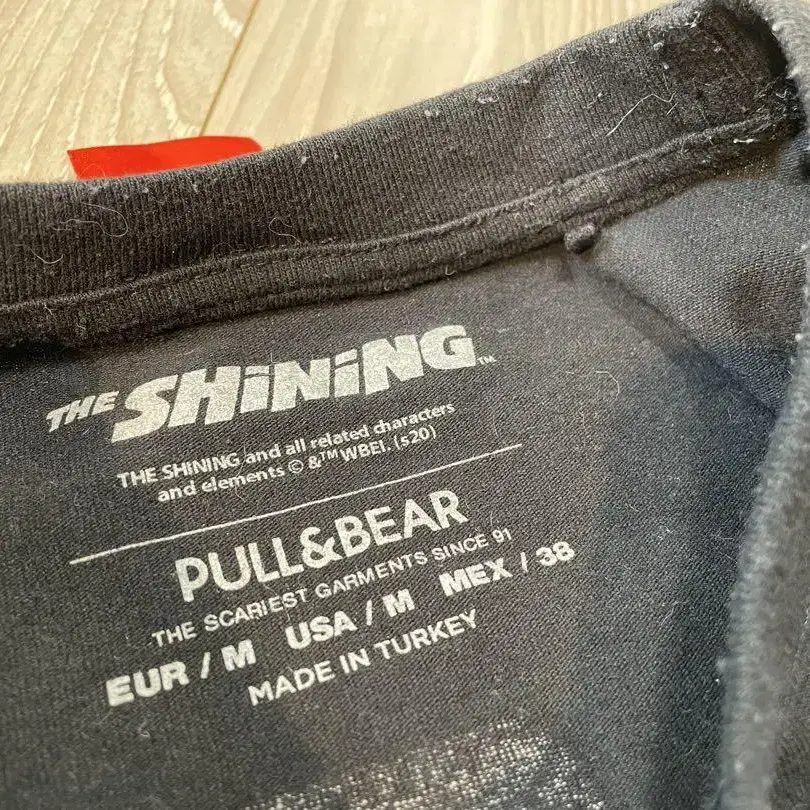 THE SHiNiNG™
THE SHINING and all related characters
and elements © &™ WBEI. (s20)
PULL&BEAR
THE SCARIEST GARMENTS SINCE 91
EUR / M USA / M MEX / 38
MADE IN TURKEY